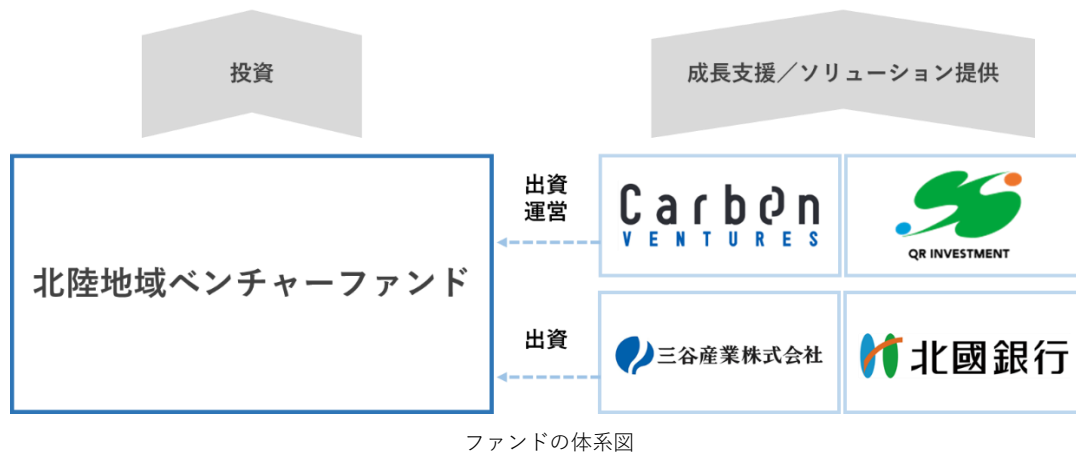 投資
成長支援／ソリューション提供
北陸地域ベンチャーファンド
出資
運営
Carbon
VENTURES
QR INVESTMENT
出資
三谷産業株式会社
北國銀行
ファンドの体系図